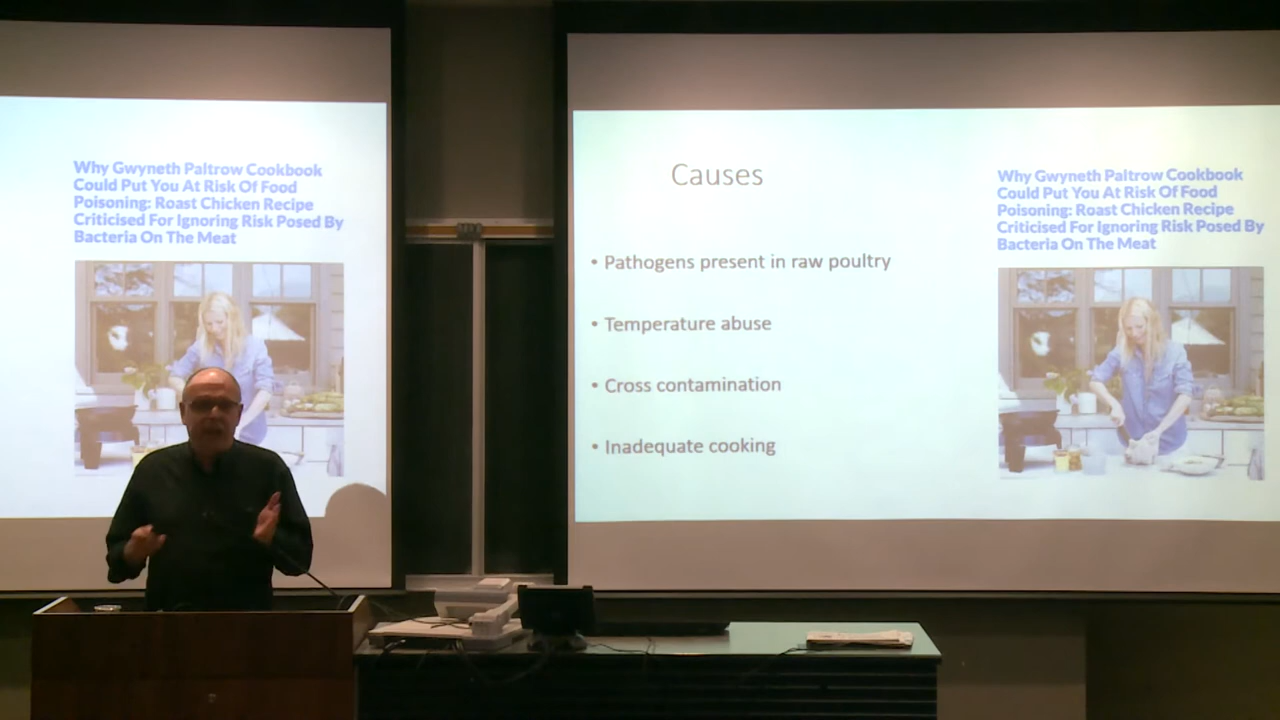 Why Gwyneth Paltrow Cookbook
Could Put You At Risk Of Food
Poisoning: Roast Chicken Recipe
Criticised For Ignoring Risk Posed By
Bacteria On The Meat
Causes
• Pathogens present in raw poultry
• Temperature abuse
• Cross contamination
• Inadequate cooking
Why Gwyneth Paltrow Cookbook
Could Put You At Risk Of Food
Poisoning: Roast Chicken Recipe
Criticised For Ignoring Risk Posed By
Bacteria On The Meat